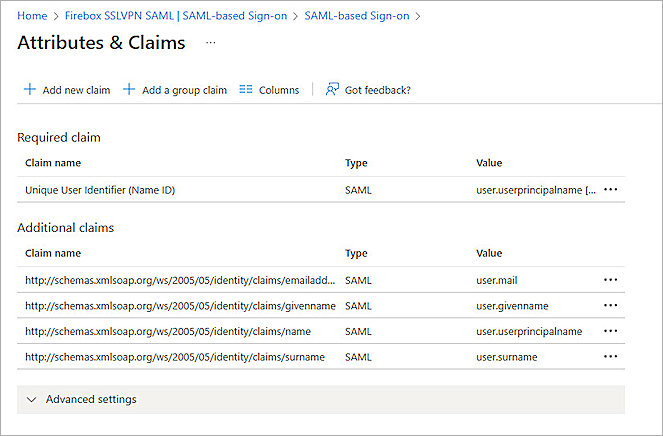 Home > Firebox SSLVPN SAML | SAML-based Sign-on > SAML-based Sign-on >
Attributes & Claims ...
Add new claim Add a group claim Columns | Got feedback?
Required claim
Claim name Type Value
Unique User Identifier (Name ID) SAML user.userprincipalname [... •••
Additional claims
Claim name Type Value
http://schemas.xmlsoap.org/ws/2005/05/identity/claims/emailadd... SAML user.mail •••
http://schemas.xmlsoap.org/ws/2005/05/identity/claims/givenname SAML user.givenname •••
http://schemas.xmlsoap.org/ws/2005/05/identity/claims/name SAML user.userprincipalname •••
http://schemas.xmlsoap.org/ws/2005/05/identity/claims/surname SAML user.surname •••
Advanced settings